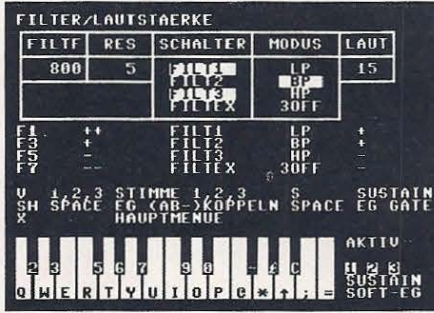 FILTER/LAUTSTAERKE
FILTF RES SCHALTER MODUS LAUT
800 5 FILT1 LP 15
FILT2 BP
FILT3 HP
FILTEX 3OFF
F1 ++ FILT1 LP +
F3 + FILT2 BP +
F5 - FILT3 HP -
F7 -- FILTEX 3OFF -
V 1,2,3 STIMME 1,2,3 S SUSTAIN
SH SPACE EG (AB-)KOPPELN SPACE EG GATE
X HAUPTMENUE
AKTIV
2 3 5 6 7 9 0 - £ C 1 2 3
SUSTAIN
Q W E R T Y U I O P @ * ↑ ; = SOFT-EG